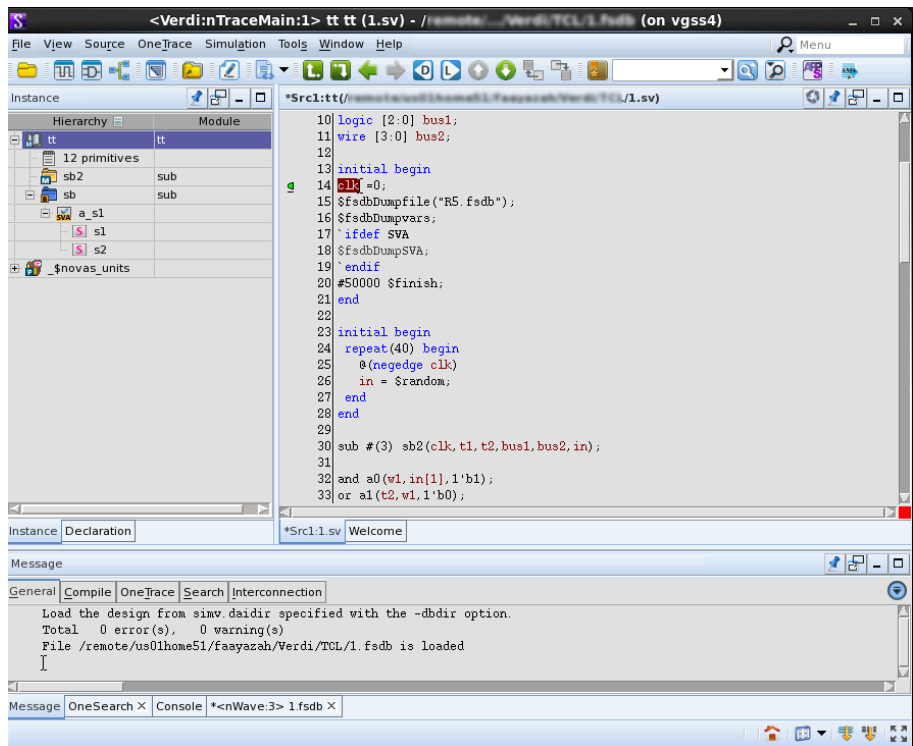 <Verdi:nTraceMain:1> tt tt (1.sv) - / (on vgss4)
File View Source OneTrace Simulation Tools Window Help
Menu
Instance
*Src1:tt(/ /1.sv)
Hierarchy Module
tt tt
12 primitives
sb2 sub
sb sub
SVA a_s1
S s1
S s2
_$novas_units
10 logic [2:0] bus1;
11 wire [3:0] bus2;
12
13 initial begin
14 clk =0;
15 $fsdbDumpfile("R5.fsdb");
16 $fsdbDumpvars;
17 `ifdef SVA
18 $fsdbDumpSVA;
19 `endif
20 #50000 $finish;
21 end
22
23 initial begin
24 repeat(40) begin
25 @(negedge clk)
26 in = $random;
27 end
28 end
29
30 sub #(3) sb2(clk,t1,t2,bus1,bus2,in);
31
32 and a0(w1,in[1],1'b1);
33 or a1(t2,w1,1'b0);
Instance Declaration
*Src1:1.sv Welcome
Message
General Compile OneTrace Search Interconnection
Load the design from simv.daidir specified with the -dbdir option.
Total 0 error(s), 0 warning(s)
File /remote/us01home51/faayazah/Verdi/TCL/1.fsdb is loaded
Message OneSearch × Console *<nWave:3> 1.fsdb ×